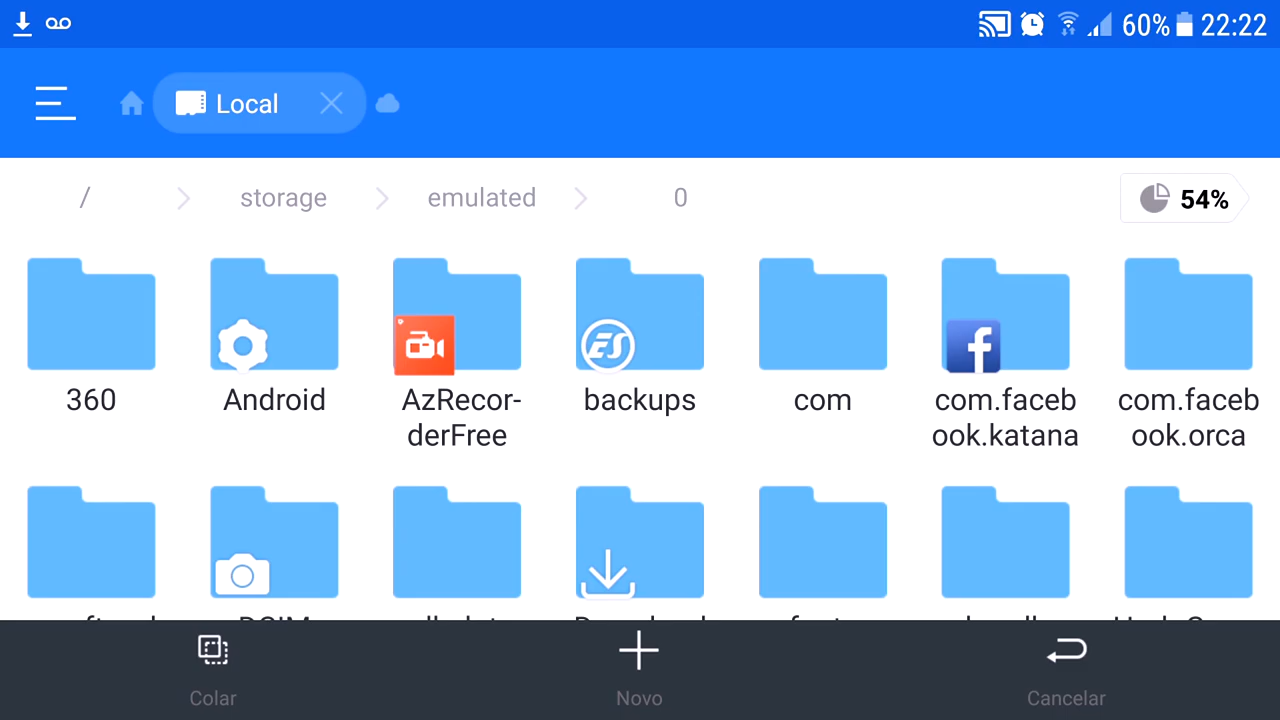 60% 22:22
Local
/ storage emulated 0 54%
360 Android AzRecor- backups com com.faceb com.faceb
derFree ook.katana ook.orca
ES
f
Colar Novo Cancelar